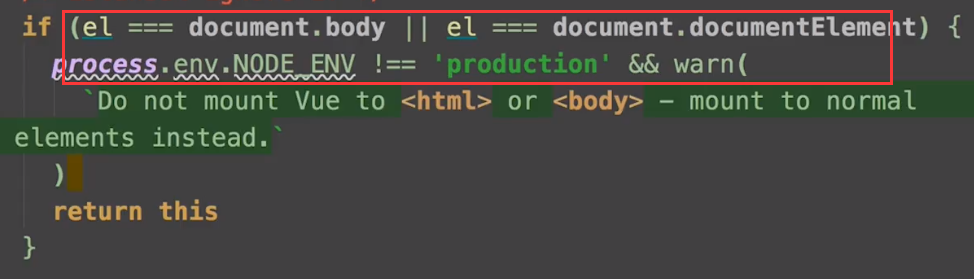 if (el === document.body || el === document.documentElement) {
process.env.NODE_ENV !== 'production' && warn(
`Do not mount Vue to <html> or <body> - mount to normal
elements instead.`
)
return this
}